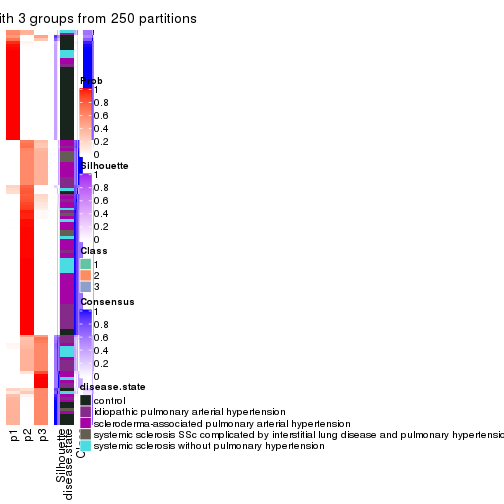 ith 3 groups from 250 partitions
Prob
1
0.8
0.6
0.4
0.2
0
Silhouette
1
0.8
0.6
0.4
0.2
0
Class
1
2
3
Consensus
1
0.8
0.6
0.4
0.2
0
disease.state
control
idiopathic pulmonary arterial hypertension
scleroderma-associated pulmonary arterial hypertension
systemic sclerosis SSc complicated by interstitial lung disease and pulmonary hypertensio
systemic sclerosis without pulmonary hypertension
p1
p2
p3
Silhouette
disease.state